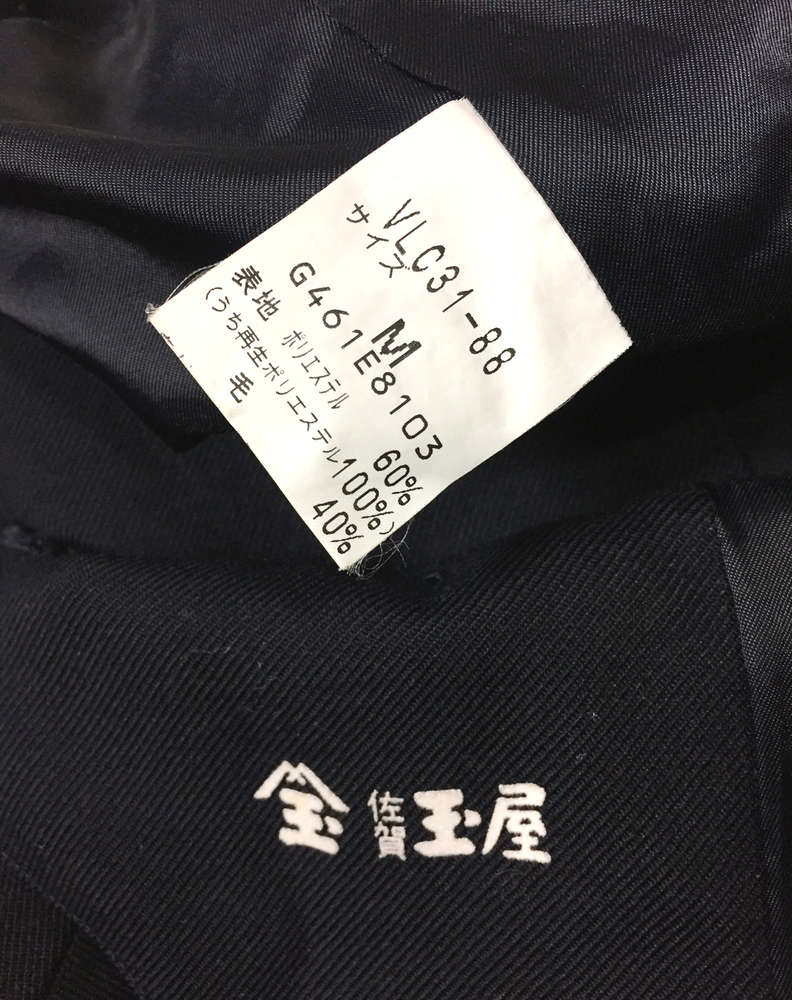 VLC31-88
サイズ M
G461E8103
表地 ポリエステル 60%
(うち再生ポリエステル100%)
毛 40%
玉 佐賀玉屋